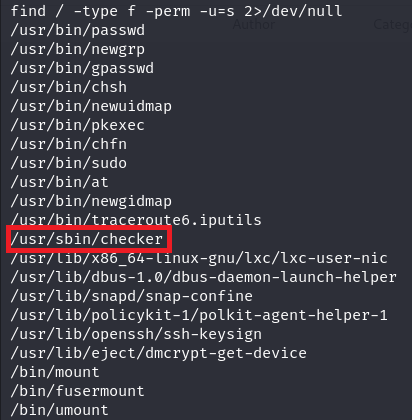 Author
find / -type f -perm -u=s 2>/dev/null
/usr/bin/passwd
/usr/bin/newgrp
/usr/bin/gpasswd
/usr/bin/chsh
/usr/bin/newuidmap
/usr/bin/pkexec
/usr/bin/chfn
/usr/bin/sudo
/usr/bin/at
/usr/bin/newgidmap
/usr/bin/traceroute6.iputils
/usr/sbin/checker
/usr/lib/x86_64-linux-gnu/lxc/lxc-user-nic
/usr/lib/dbus-1.0/dbus-daemon-launch-helper
/usr/lib/snapd/snap-confine
/usr/lib/policykit-1/polkit-agent-helper-1
/usr/lib/openssh/ssh-keysign
/usr/lib/eject/dmcrypt-get-device
/bin/mount
/bin/fusermount
/bin/umount